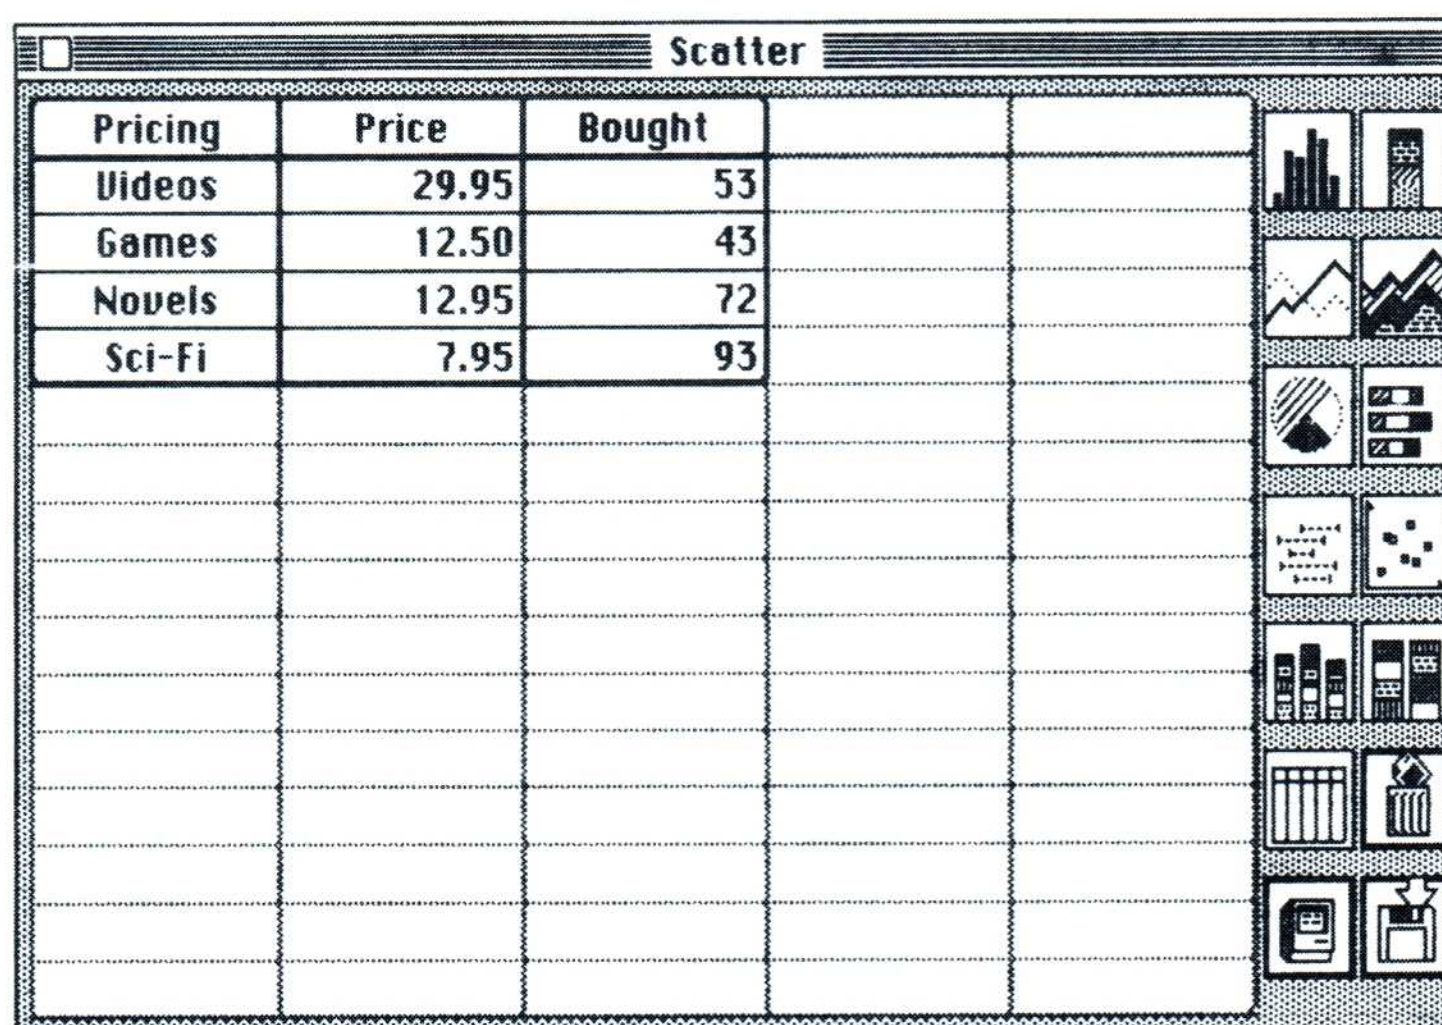 Scatter
Pricing Price Bought
Videos 29.95 53
Games 12.50 43
Novels 12.95 72
Sci-Fi 7.95 93